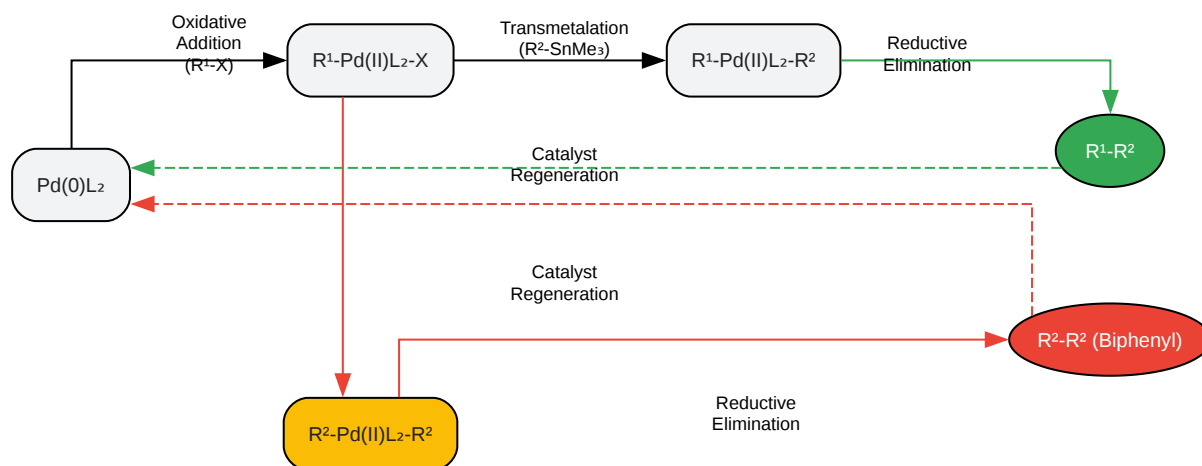 Oxidative
Addition
(R¹-X)
R¹-Pd(II)L₂-X
Transmetalation
(R²-SnMe₃)
R¹-Pd(II)L₂-R²
Reductive
Elimination
Pd(0)L₂
Catalyst
Regeneration
R¹-R²
Catalyst
Regeneration
R²-R² (Biphenyl)
Reductive
Elimination
R²-Pd(II)L₂-R²